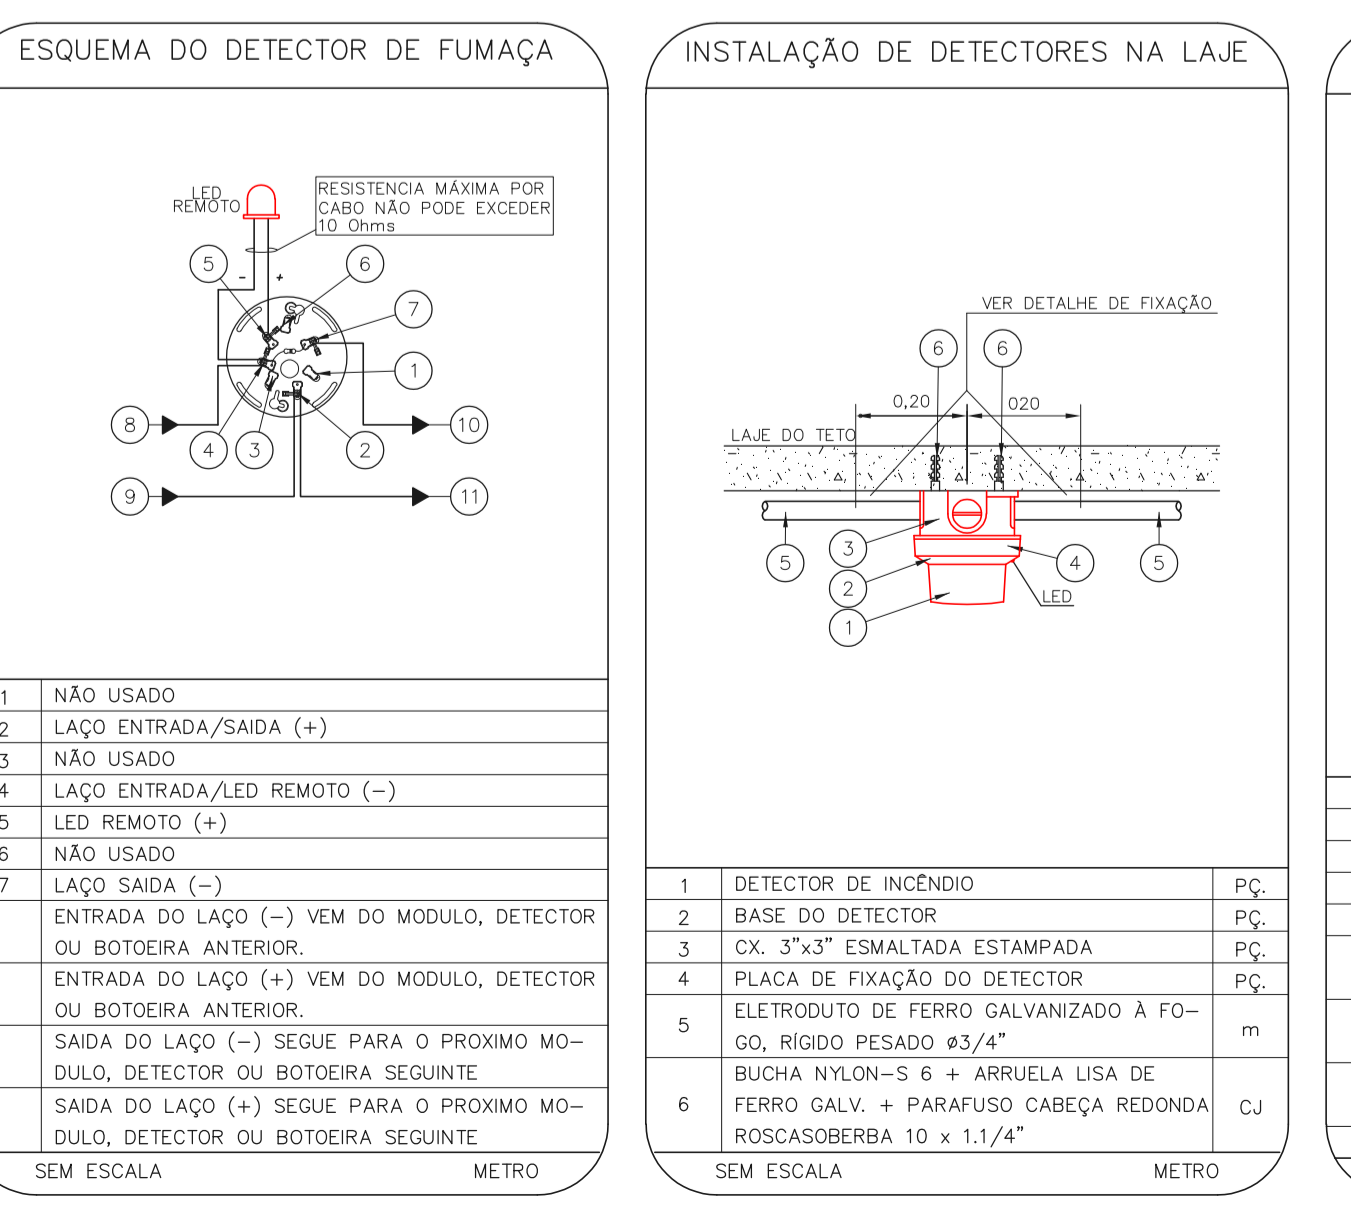 ESQUEMA DO DETECTOR DE FUMAÇA
LED
REMOTO
RESISTENCIA MÁXIMA POR
CABO NÃO PODE EXCEDER
10 Ohms
5
6
- +
7
1
8
10
4
3
2
9
11
1 NÃO USADO
2 LAÇO ENTRADA/SAIDA (+)
3 NÃO USADO
4 LAÇO ENTRADA/LED REMOTO (−)
5 LED REMOTO (+)
6 NÃO USADO
7 LAÇO SAIDA (−)
ENTRADA DO LAÇO (−) VEM DO MODULO, DETECTOR
OU BOTOEIRA ANTERIOR.
ENTRADA DO LAÇO (+) VEM DO MODULO, DETECTOR
OU BOTOEIRA ANTERIOR.
SAIDA DO LAÇO (−) SEGUE PARA O PROXIMO MO−
DULO, DETECTOR OU BOTOEIRA SEGUINTE
SAIDA DO LAÇO (+) SEGUE PARA O PROXIMO MO−
DULO, DETECTOR OU BOTOEIRA SEGUINTE
SEM ESCALA METRO
INSTALAÇÃO DE DETECTORES NA LAJE
VER DETALHE DE FIXAÇÃO
6 6
0,20 020
LAJE DO TETO
5
3
4
5
2
LED
1
1 DETECTOR DE INCÊNDIO PÇ.
2 BASE DO DETECTOR PÇ.
3 CX. 3”x3” ESMALTADA ESTAMPADA PÇ.
4 PLACA DE FIXAÇÃO DO DETECTOR PÇ.
5 ELETRODUTO DE FERRO GALVANIZADO À FO−
GO, RÍGIDO PESADO ø3/4” m
BUCHA NYLON−S 6 + ARRUELA LISA DE
6 FERRO GALV. + PARAFUSO CABEÇA REDONDA CJ
ROSCASOBERBA 10 x 1.1/4”
SEM ESCALA METRO